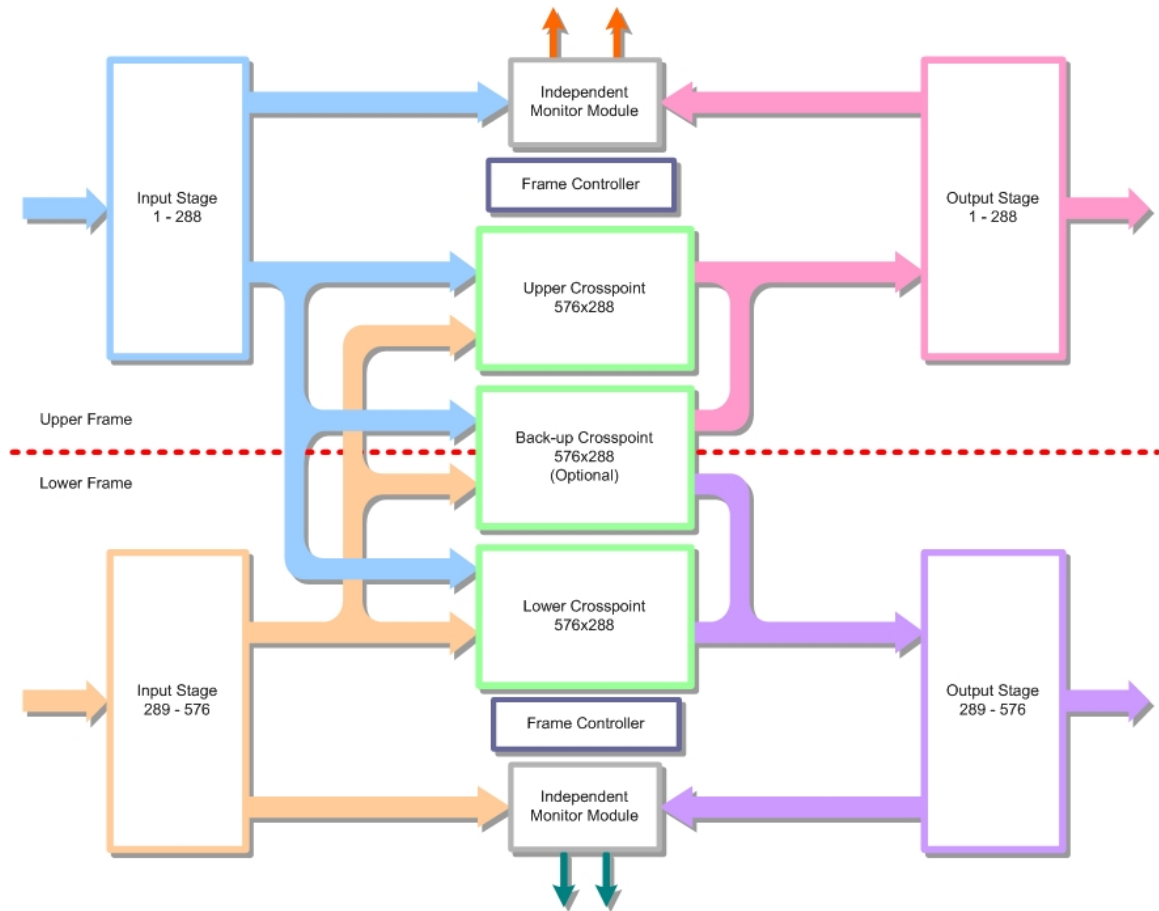 Independent
Monitor Module
Frame Controller
Input Stage
1 - 288
Output Stage
1 - 288
Upper Crosspoint
576x288
Upper Frame
Back-up Crosspoint
576x288
(Optional)
Lower Frame
Lower Crosspoint
576x288
Input Stage
289 - 576
Output Stage
289 - 576
Frame Controller
Independent
Monitor Module